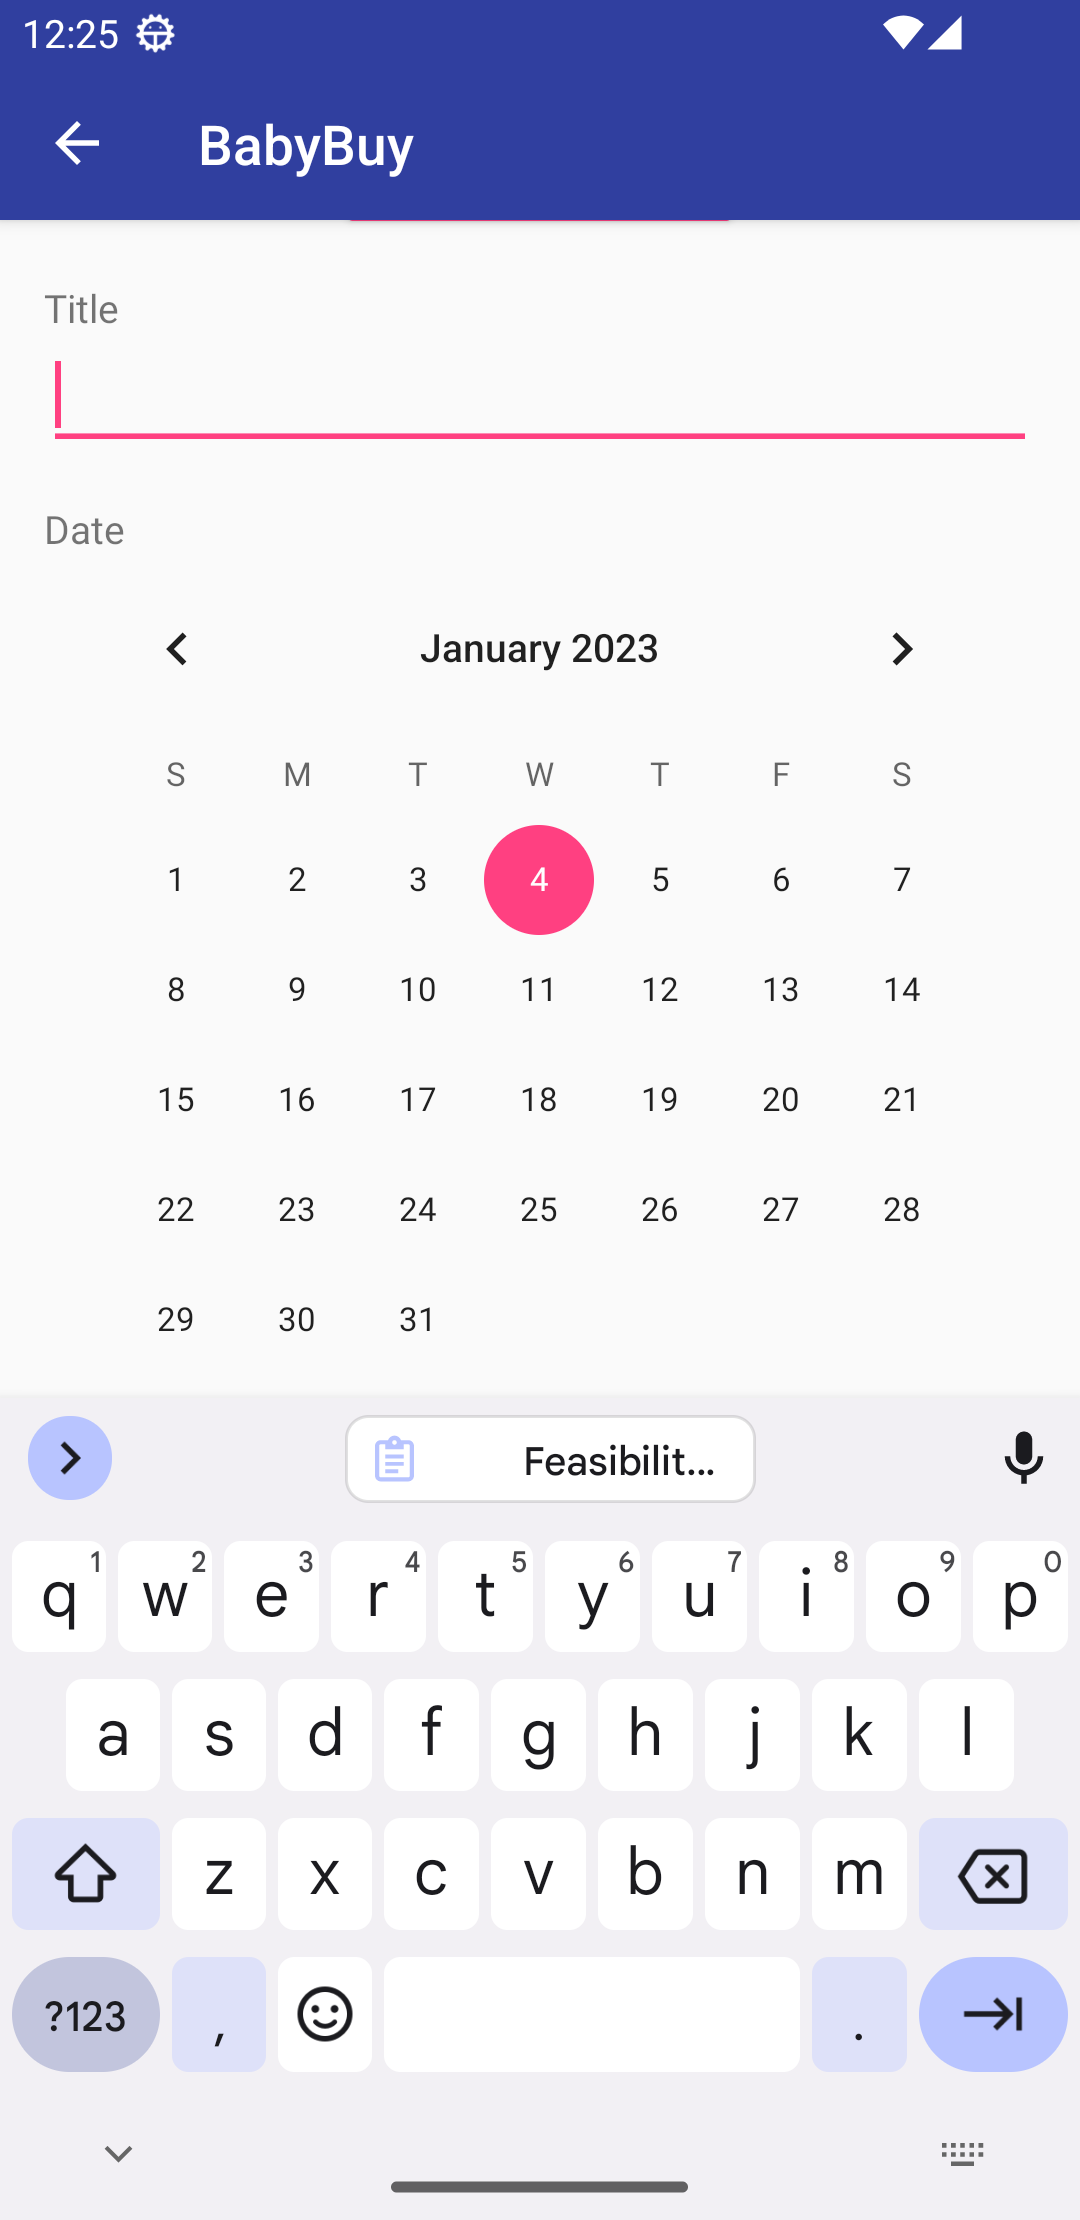 12:25
BabyBuy
Title
Date
January 2023
S M T W T F S
1 2 3 4 5 6 7
8 9 10 11 12 13 14
15 16 17 18 19 20 21
22 23 24 25 26 27 28
29 30 31
Feasibilit...
q 1 w 2 e 3 r 4 t 5 y 6 u 7 i 8 o 9 p 0
a s d f g h j k l
z x c v b n m
?123 , .